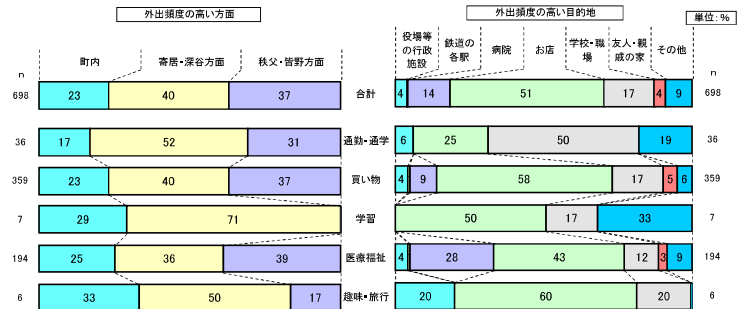 外出頻度の高い方面
外出頻度の高い目的地
単位：％
町内
寄居・深谷方面
秩父・皆野方面
役場等の行政施設
鉄道の各駅
病院
お店
学校・職場
友人・親戚の家
その他
n
n
698 23 40 37 合計 4 14 51 17 4 9 698
36 17 52 31 通勤・通学 6 25 50 19 36
359 23 40 37 買い物 4 9 58 17 5 6 359
7 29 71 学習 50 17 33 7
194 25 36 39 医療福祉 4 28 43 12 3 9 194
6 33 50 17 趣味・旅行 20 60 20 6